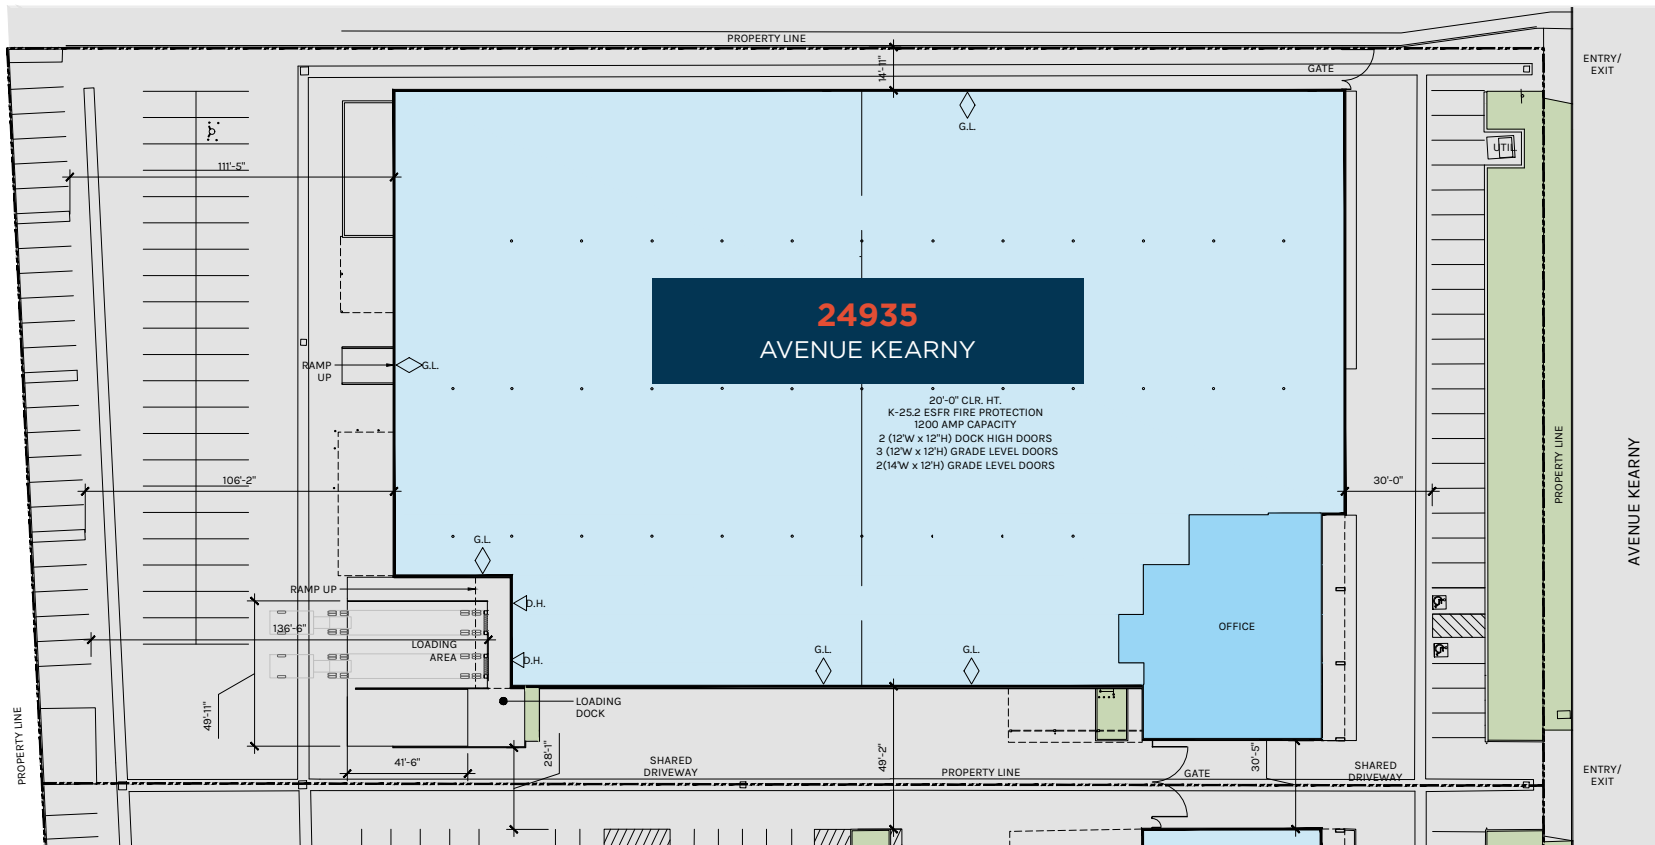 PROPERTY LINE
ENTRY/
EXIT
GATE
14'-11"
G.L.
UTIL.
111'-5"
24935
AVENUE KEARNY
RAMP
UP
G.L.
20'-0" CLR. HT.
K-25.2 ESFR FIRE PROTECTION
1200 AMP CAPACITY
2 (12'W x 12"H) DOCK HIGH DOORS
3 (12'W x 12'H) GRADE LEVEL DOORS
2(14'W x 12'H) GRADE LEVEL DOORS
PROPERTY LINE
AVENUE KEARNY
106'-2"
30'-0"
G.L.
RAMP UP
D.H.
136'-6"
LOADING
AREA
D.H.
G.L.
G.L.
OFFICE
LOADING
DOCK
49'-11"
PROPERTY LINE
41'-6"
28'-1"
SHARED
DRIVEWAY
49'-2"
PROPERTY LINE
GATE
30'-5"
SHARED
DRIVEWAY
ENTRY/
EXIT